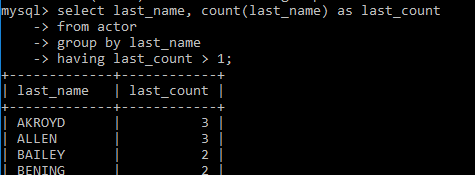 mysql> select last_name, count(last_name) as last_count
-> from actor
-> group by last_name
-> having last_count > 1;
+---------------+---------------+
| last_name | last_count |
+---------------+---------------+
| AKROYD | 3 |
| ALLEN | 3 |
| BAILEY | 2 |
| BENING | 2 |